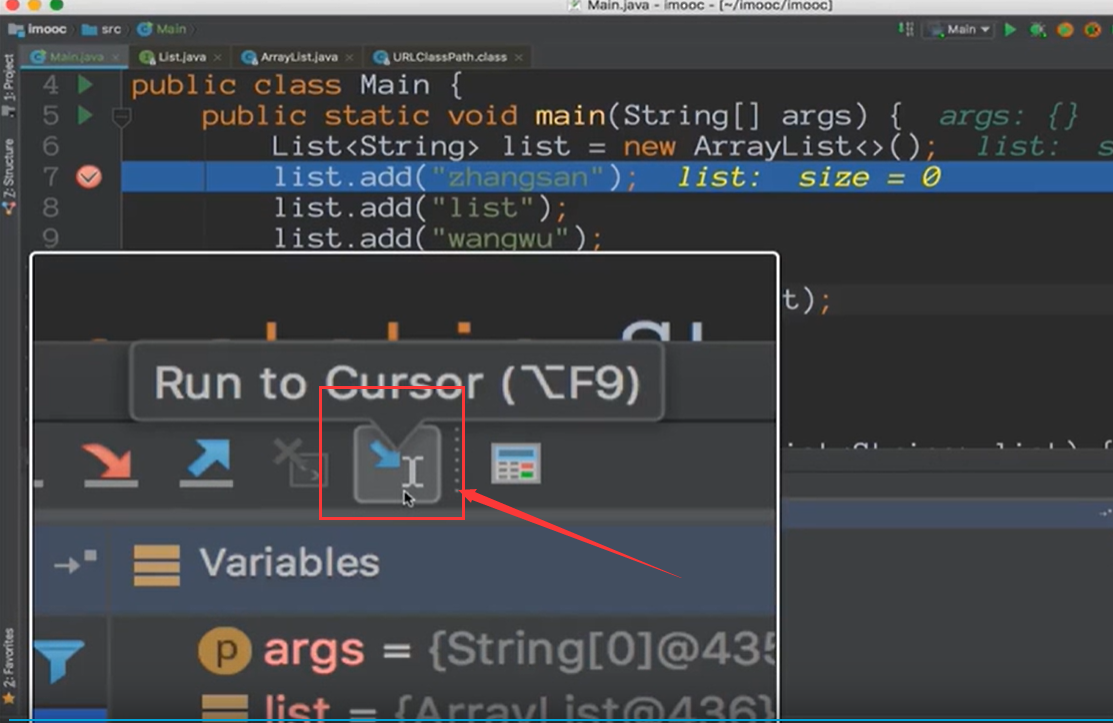 Main.java - imooc - [~/imooc/imooc]
imooc src Main
Main
Main.java List.java ArrayList.java URLClassPath.class
1: Project
Z: Structure
2: Favorites
4 public class Main {
5 public static void main(String[] args) { args: {}
6 List<String> list = new ArrayList<>(); list: s
7 list.add("zhangsan"); list: size = 0
8 list.add("list");
9 list.add("wangwu");
t);
Run to Cursor (⌥F9)
Variables
p args = {String[0]@435
list = {ArrayList@436}